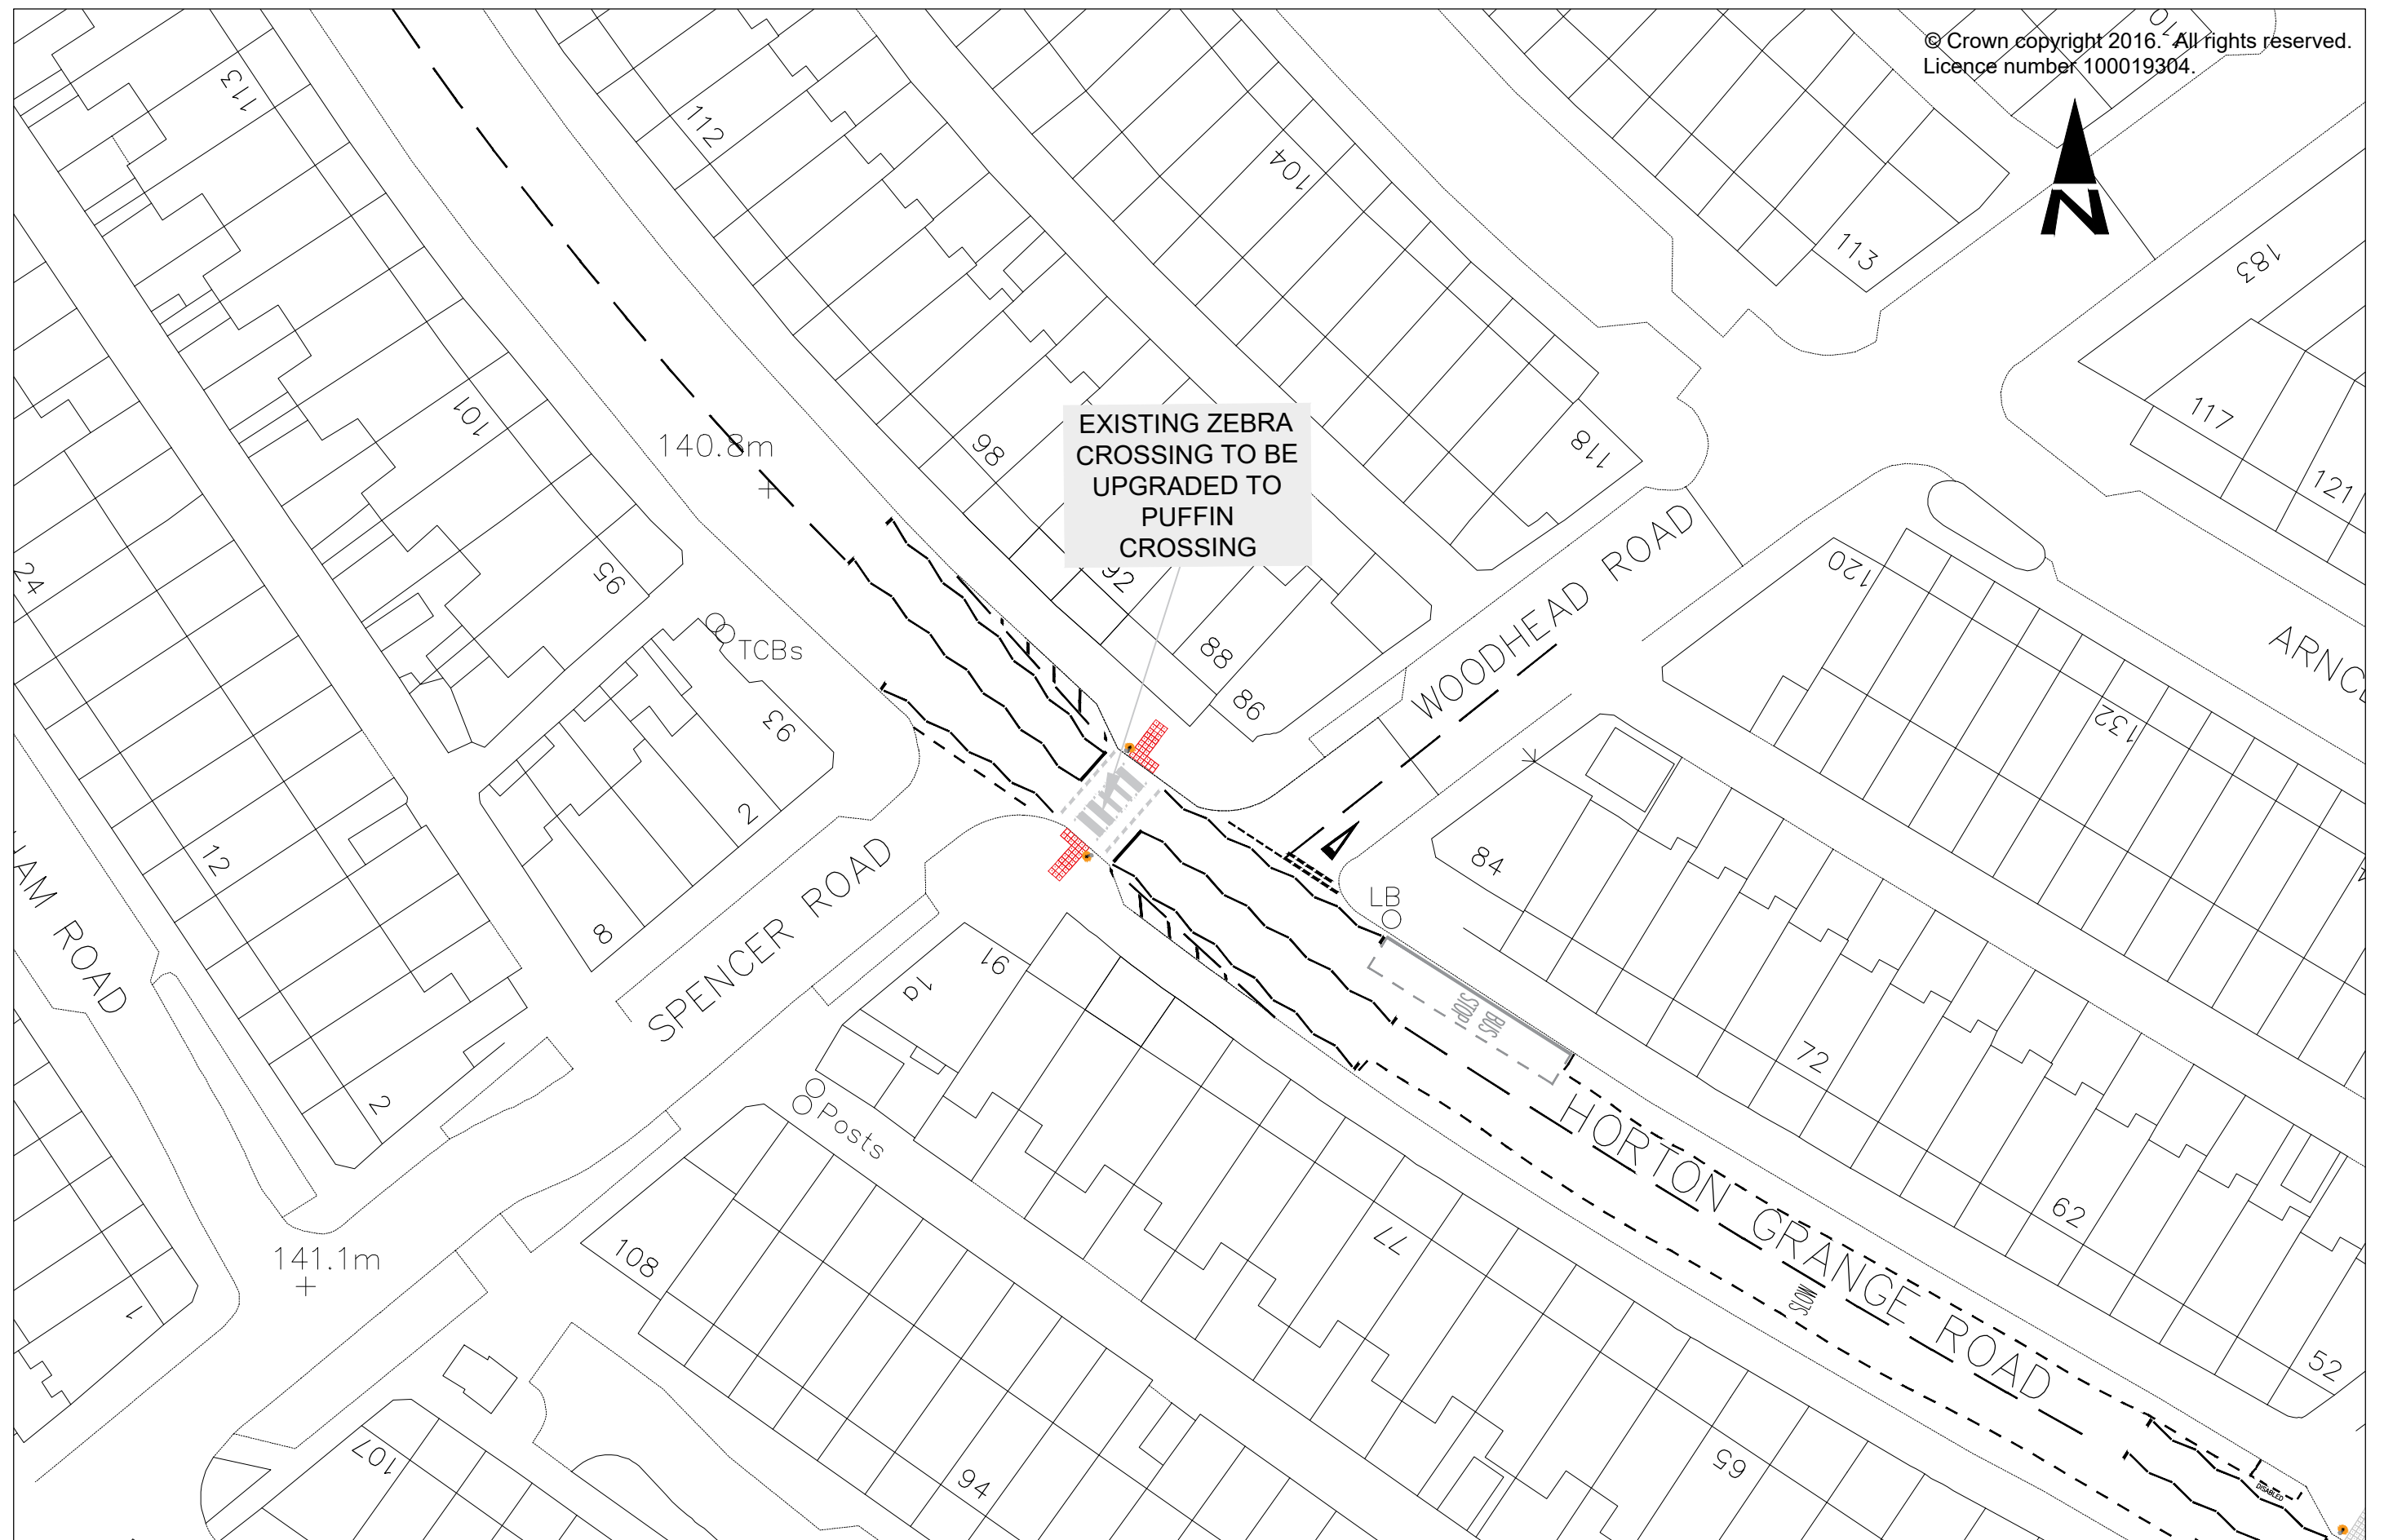 © Crown copyright 2016. All rights reserved.
Licence number 100019304.
113
112
104
113
183
117
121
101
140.8m
98
118
EXISTING ZEBRA
CROSSING TO BE
UPGRADED TO
PUFFIN
CROSSING
92
88
86
WOODHEAD ROAD
120
132
ARNC
24
95
TCBs
93
2
12
8
SPENCER ROAD
AM ROAD
84
LB
BUS
STOP
91
1a
72
2
Posts
HORTON GRANGE ROAD
SLOW
62
77
108
141.1m
1
52
107
94
65
DISABLED